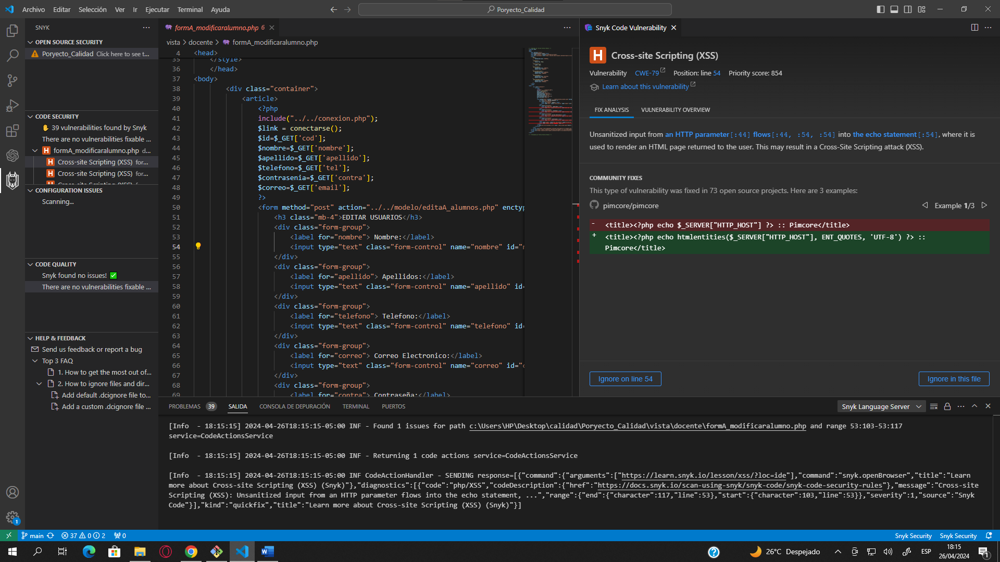 Archivo Editar Selección Ver Ir Ejecutar Terminal Ayuda
Poryecto_Calidad
SNYK
OPEN SOURCE SECURITY
Poryecto_Calidad Click here to see t...
CODE SECURITY
39 vulnerabilities found by Snyk
There are no vulnerabilities fixable ...
H formA_modificaralumno.php d...
H Cross-site Scripting (XSS) for...
H Cross-site Scripting (XSS) for...
CONFIGURATION ISSUES
Scanning...
CODE QUALITY
Snyk found no issues!
There are no vulnerabilities fixable ...
HELP & FEEDBACK
Send us feedback or report a bug
Top 3 FAQ
1. How to get the most out of...
2. How to ignore files and dir...
Add default .dcignore file to...
Add a custom .dcignore file ...
formA_modificaralumno.php 6
vista > docente > formA_modificaralumno.php
4 <head>
35 </style>
36 </head>
37 <body>
38 <div class="container">
39 <article>
40 <?php
41 include("../../conexion.php");
42 $link = conectarse();
43 $id=$_GET['cod'];
44 $nombre=$_GET['nombre'];
45 $apellido=$_GET['apellido'];
46 $telefono=$_GET['tel'];
47 $contrasenia=$_GET['contra'];
48 $correo=$_GET['email'];
49 ?>
50 <form method="post" action="../../modelo/editaA_alumnos.php" enctyp
51 <h3 class="mb-4">EDITAR USUARIOS</h3>
52 <div class="form-group">
53 <label for="nombre"> Nombre:</label>
54 <input type="text" class="form-control" name="nombre" id="
55 </div>
56 <div class="form-group">
57 <label for="apellido"> Apellidos:</label>
58 <input type="text" class="form-control" name="apellido" id=
59 </div>
60 <div class="form-group">
61 <label for="telefono"> Telefono:</label>
62 <input type="text" class="form-control" name="telefono" id=
63 </div>
64 <div class="form-group">
65 <label for="correo"> Correo Electronico:</label>
66 <input type="text" class="form-control" name="correo" id="
67 </div>
68 <div class="form-group">
69 <label for="contra"> Contraseña:</label>
Snyk Code Vulnerability
H Cross-site Scripting (XSS)
Vulnerability CWE-79 Position: line 54 Priority score: 854
Learn about this vulnerability
FIX ANALYSIS VULNERABILITY OVERVIEW
Unsanitized input from an HTTP parameter[:44] flows[:44, :54, :54] into the echo statement[:54], where it is
used to render an HTML page returned to the user. This may result in a Cross-Site Scripting attack (XSS).
COMMUNITY FIXES
This type of vulnerability was fixed in 73 open source projects. Here are 3 examples:
pimcore/pimcore Example 1/3
- <title><?php echo $_SERVER["HTTP_HOST"] ?> :: Pimcore</title>
+ <title><?php echo htmlentities($_SERVER["HTTP_HOST"], ENT_QUOTES, 'UTF-8') ?> ::
Pimcore</title>
Ignore on line 54 Ignore in this file
PROBLEMAS 39 SALIDA CONSOLA DE DEPURACIÓN TERMINAL PUERTOS
Snyk Language Server
[Info  - 18:15:15] 2024-04-26T18:15:15-05:00 INF - Found 1 issues for path c:\Users\HP\Desktop\calidad\Poryecto_Calidad\vista\docente\formA_modificaralumno.php and range 53:103-53:117
service=CodeActionsService
[Info  - 18:15:15] 2024-04-26T18:15:15-05:00 INF - Returning 1 code actions service=CodeActionsService
[Info  - 18:15:15] 2024-04-26T18:15:15-05:00 INF CodeActionHandler - SENDING response=[{"command":{"arguments":["https://learn.snyk.io/lesson/xss/?loc=ide"],"command":"snyk.openBrowser","title":"Learn
more about Cross-site Scripting (XSS) (Snyk)"},"diagnostics":[{"code":"php/XSS","codeDescription":{"href":"https://docs.snyk.io/scan-using-snyk/snyk-code/snyk-code-security-rules"},"message":"Cross-site
Scripting (XSS): Unsanitized input from an HTTP parameter flows into the echo statement, ...","range":{"end":{"character":117,"line":53},"start":{"character":103,"line":53}},"severity":1,"source":"Snyk
Code"}],"kind":"quickfix","title":"Learn more about Cross-site Scripting (XSS) (Snyk)"}]
1
main 37 0 2 0
Snyk Security Snyk Security
26°C Despejado
ESP
18:15
26/04/2024
1